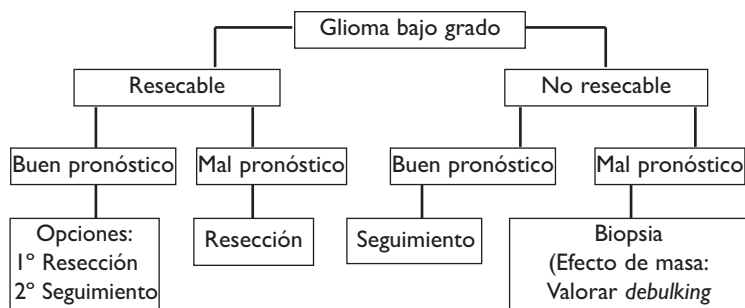 Glioma bajo grado
Resecable
No resecable
Buen pronóstico
Mal pronóstico
Buen pronóstico
Mal pronóstico
Opciones:
1º Resección
2º Seguimiento
Resección
Seguimiento
Biopsia
(Efecto de masa:
Valorar debulking